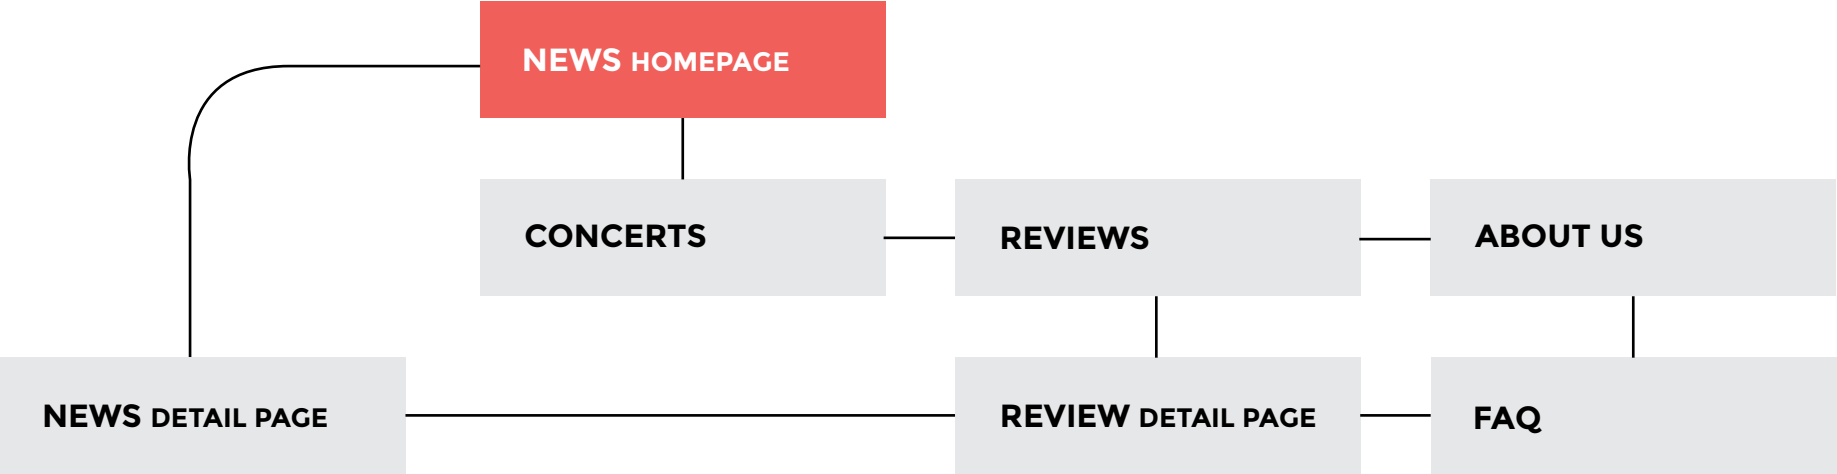 NEWS HOMEPAGE
CONCERTS
REVIEWS
ABOUT US
NEWS DETAIL PAGE
REVIEW DETAIL PAGE
FAQ